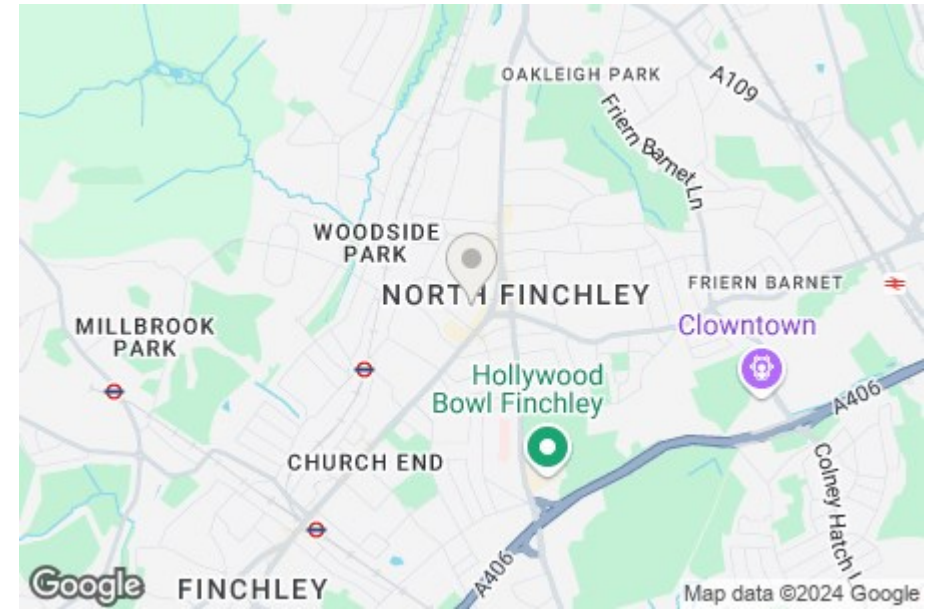 OAKLEIGH PARK
A109
Friern Barnet Ln
WOODSIDE
PARK
NORTH FINCHLEY
FRIERN BARNET
MILLBROOK
PARK
Clowntown
Hollywood
Bowl Finchley
A406
CHURCH END
Colney Hatch L
A406
FINCHLEY
Google
Map data ©2024 Google